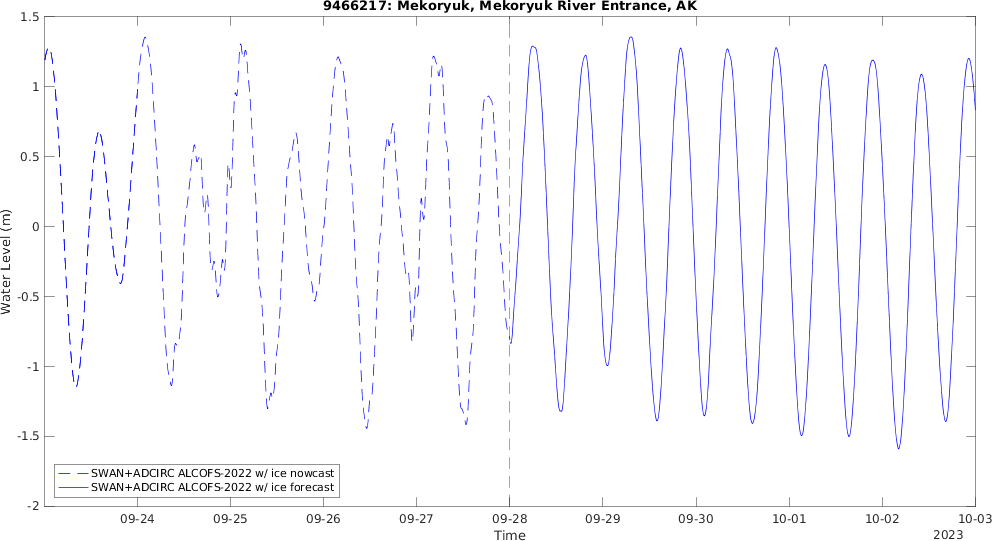 9466217: Mekoryuk, Mekoryuk River Entrance, AK
1.5
1
0.5
0
-0.5
-1
-1.5
-2
Water Level (m)
SWAN+ADCIRC ALCOFS-2022 w/ ice nowcast
SWAN+ADCIRC ALCOFS-2022 w/ ice forecast
09-24 09-25 09-26 09-27 09-28 09-29 09-30 10-01 10-02 10-03
Time
2023